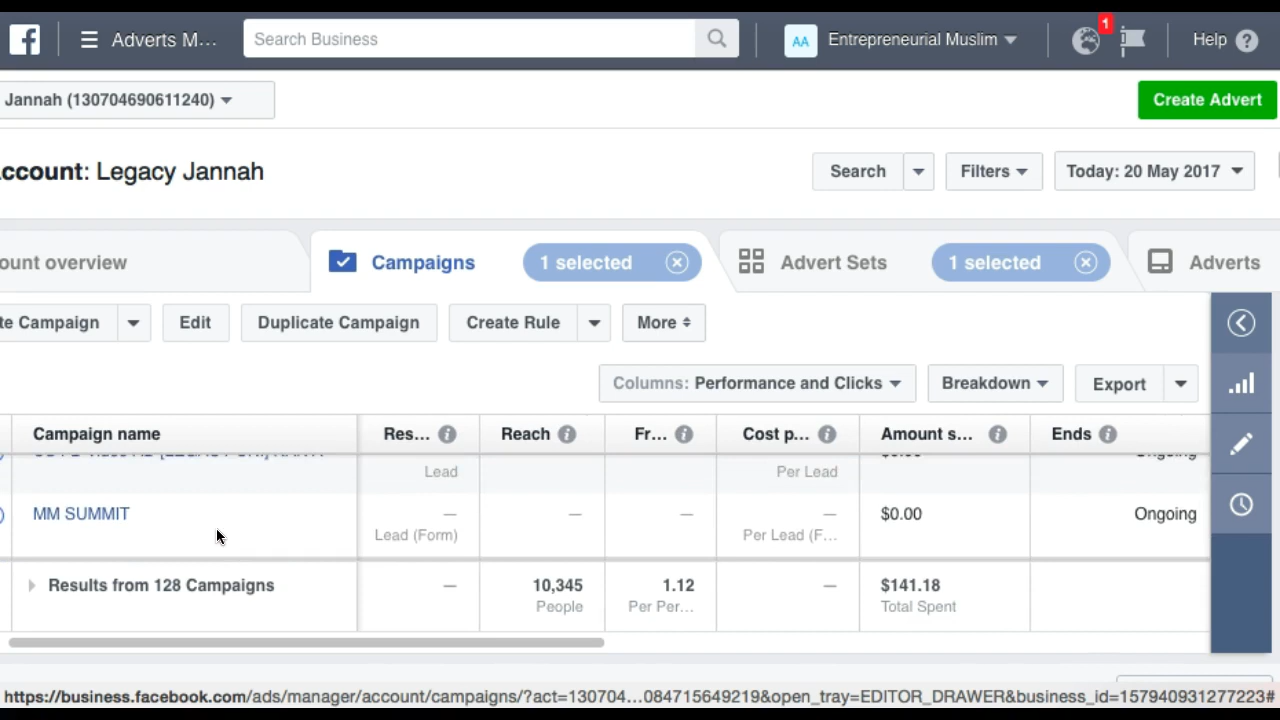 f
Adverts M...
Search Business
AA
Entrepreneurial Muslim
1
Help ?
Jannah (130704690611240)
Create Advert
ccount: Legacy Jannah
Search
Filters
Today: 20 May 2017
ount overview
Campaigns
1 selected
Advert Sets
1 selected
Adverts
te Campaign
Edit
Duplicate Campaign
Create Rule
More
Columns: Performance and Clicks
Breakdown
Export
Campaign name
Res...
Reach
Fr...
Cost p...
Amount s...
Ends
Ongoing
Lead
Per Lead
MM SUMMIT
—
—
—
—
$0.00
Ongoing
Lead (Form)
Per Lead (F...
Results from 128 Campaigns
—
10,345
1.12
—
$141.18
People
Per Per...
Total Spent
https://business.facebook.com/ads/manager/account/campaigns/?act=130704...084715649219&open_tray=EDITOR_DRAWER&business_id=157940931277223#